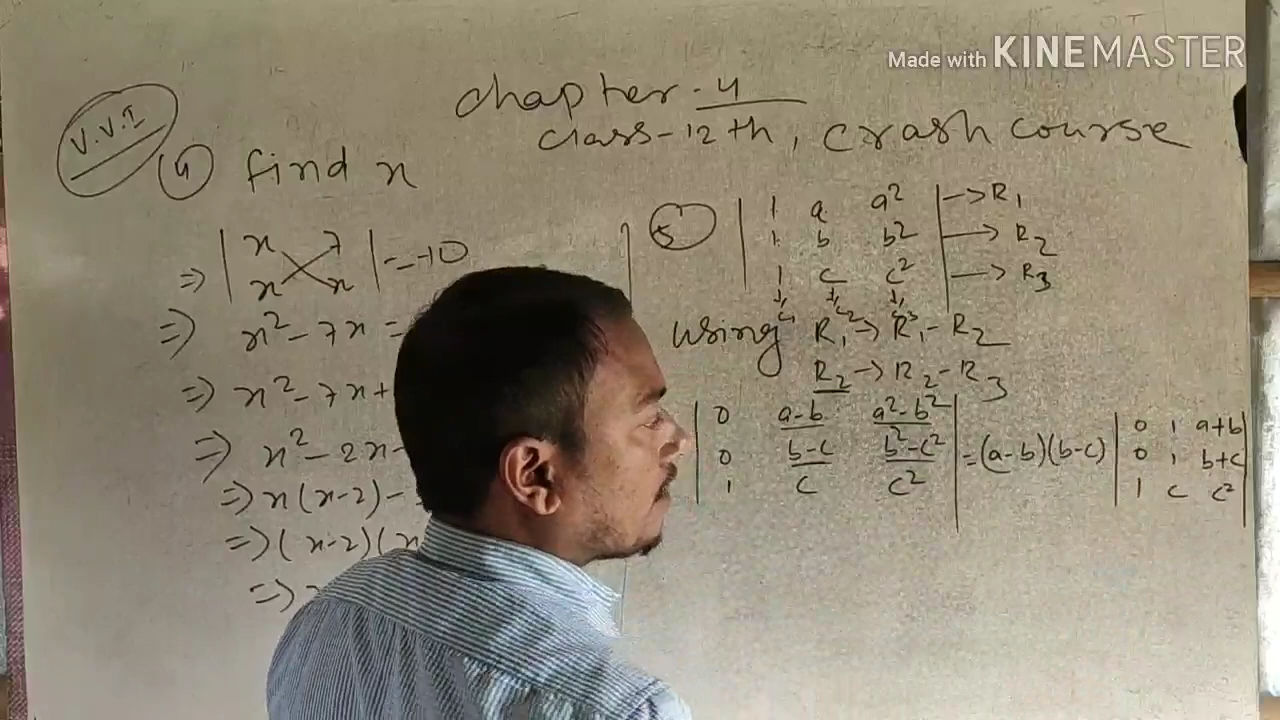 Made with KINEMASTER
chapter-4
class-12th, crash course
V.V.I
4 find x
=> | x 7 | = -10
| x x |
=> x² - 7x =
=> x² - 7x +
=> x² - 2x -
=> x(x-2) -
=> (x-2)(x
=>
5 | 1 a a² | -> R₁
| 1 b b² | -> R₂
| 1 c c² | -> R₃
using R₁ -> R₁ - R₂
R₂ -> R₂ - R₃
| 0 a-b a²-b² |
| 0 b-c b²-c² | = (a-b)(b-c)
| 1 c c² |
| 0 1 a+b |
| 0 1 b+c |
| 1 c c² |